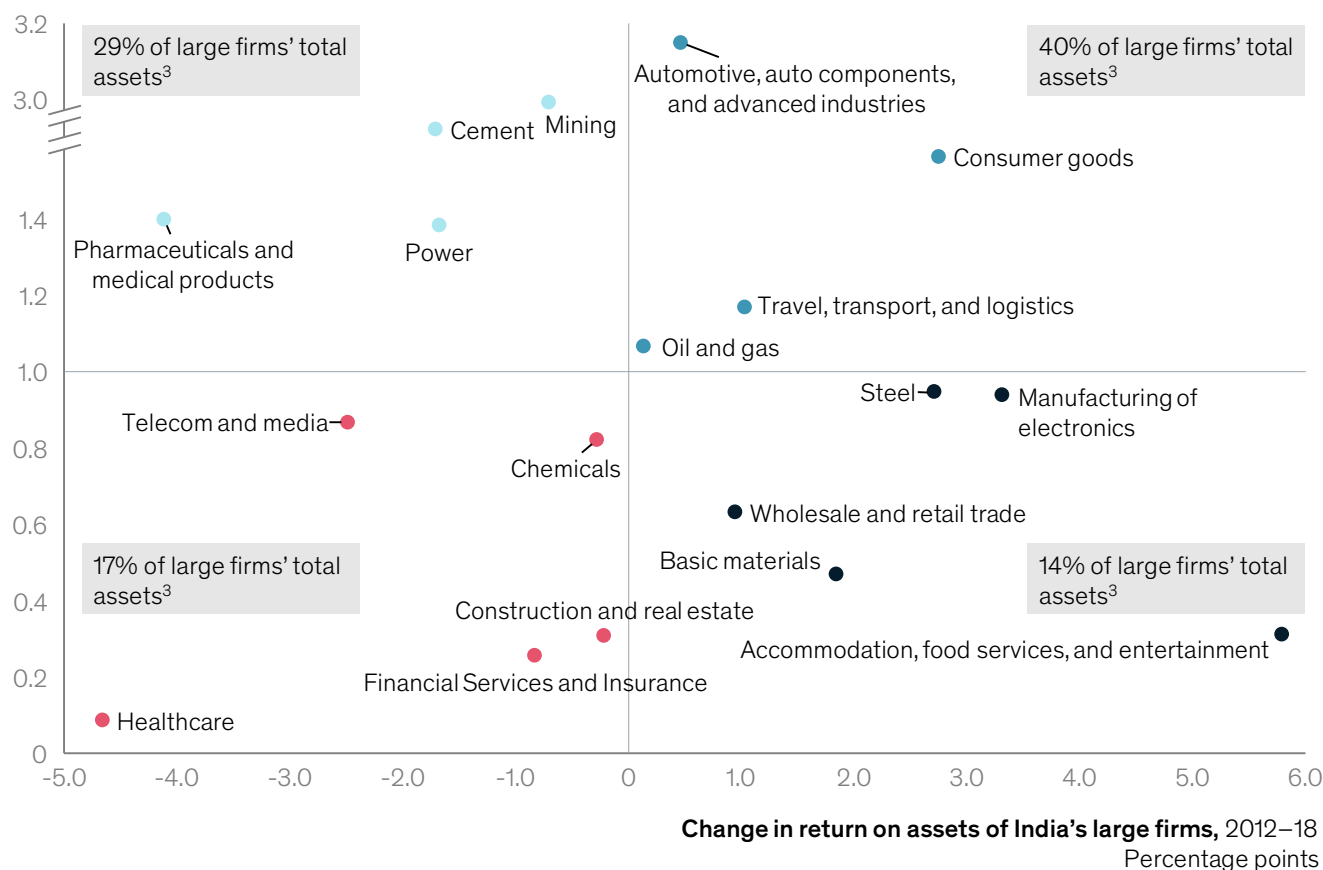 3.2
29% of large firms’ total
assets3
40% of large firms’ total
assets3
Automotive, auto components,
and advanced industries
3.0
Cement
Mining
Consumer goods
1.4
Pharmaceuticals and
medical products
Power
1.2
Travel, transport, and logistics
Oil and gas
1.0
Steel
Manufacturing of
electronics
Telecom and media
0.8
Chemicals
0.6
Wholesale and retail trade
Basic materials
17% of large firms’ total
assets3
14% of large firms’ total
assets3
0.4
Construction and real estate
Accommodation, food services, and entertainment
0.2
Financial Services and Insurance
Healthcare
0
-5.0 -4.0 -3.0 -2.0 -1.0 0 1.0 2.0 3.0 4.0 5.0 6.0
Change in return on assets of India’s large firms, 2012–18
Percentage points